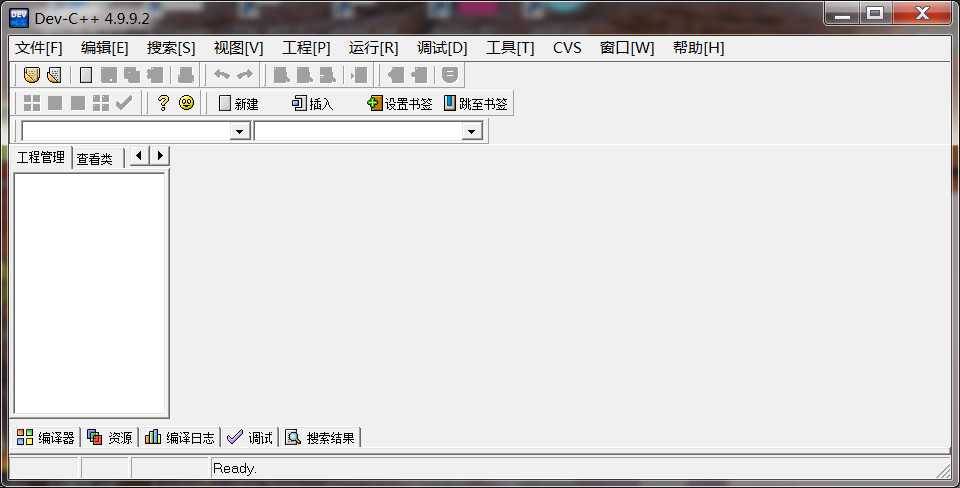 DEV
Dev-C++ 4.9.9.2
文件[F] 编辑[E] 搜索[S] 视图[V] 工程[P] 运行[R] 调试[D] 工具[T] CVS 窗口[W] 帮助[H]
新建 插入 设置书签 跳至书签
工程管理 查看类
编译器 资源 编译日志 调试 搜索结果
Ready.